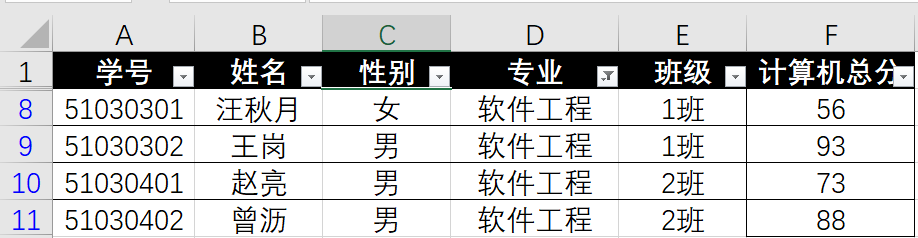 A B C D E F
1 学号 姓名 性别 专业 班级 计算机总分
8 51030301 汪秋月 女 软件工程 1班 56
9 51030302 王岗 男 软件工程 1班 93
10 51030401 赵亮 男 软件工程 2班 73
11 51030402 曾沥 男 软件工程 2班 88